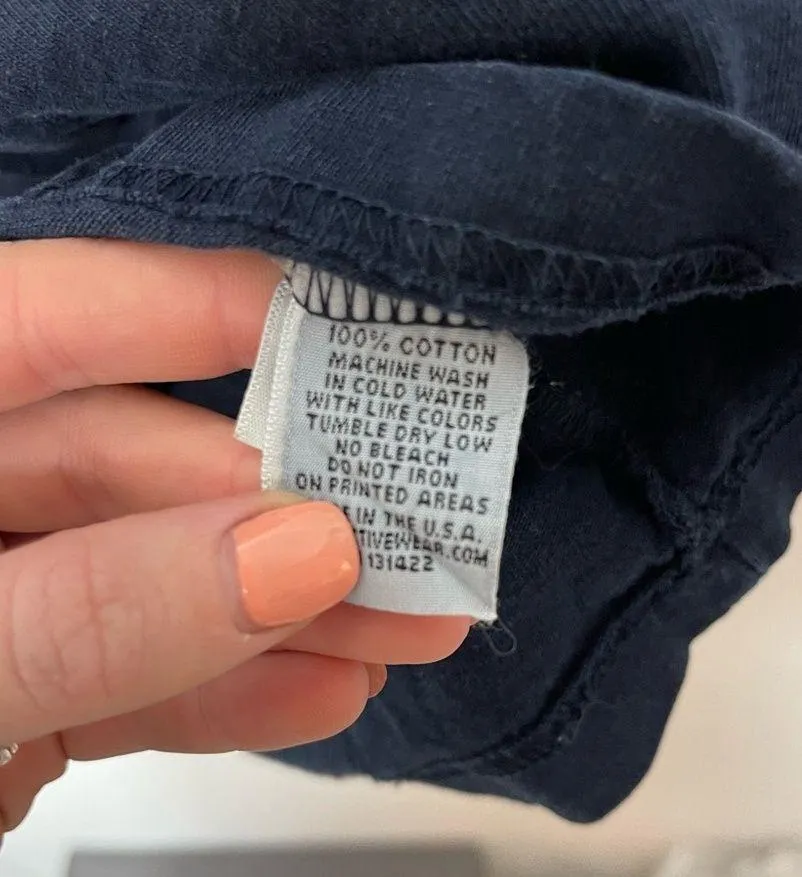 100% COTTON
MACHINE WASH
IN COLD WATER
WITH LIKE COLORS
TUMBLE DRY LOW
NO BLEACH
DO NOT IRON
ON PRINTED AREAS
IN THE U.S.A.
131422